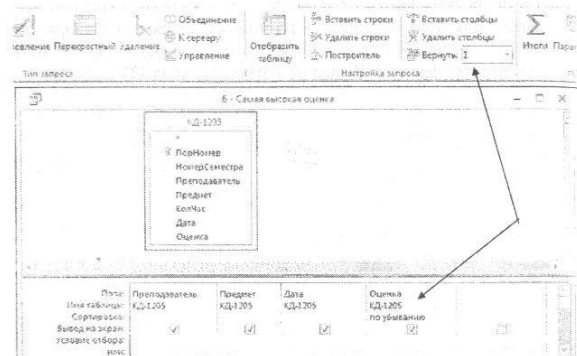 Объединение
К серверу
Управление
Перекрестный
Удаление
Отобразить
таблицу
Вставить строки
Удалить строки
Построитель
Вставить столбцы
Удалить столбцы
Вернуть: 1
Итоги
Тип запроса
Настройка запроса
6 - Самая высокая оценка
КД-1205
*
ПорНомер
НомерСеместра
Преподаватель
Предмет
КолЧас
Дата
Оценка
Поле: Преподаватель Предмет Дата Оценка
Имя таблицы: КД-1205 КД-1205 КД-1205 КД-1205
Сортировка: по убыванию
Вывод на экран:
Условие отбора:
или: